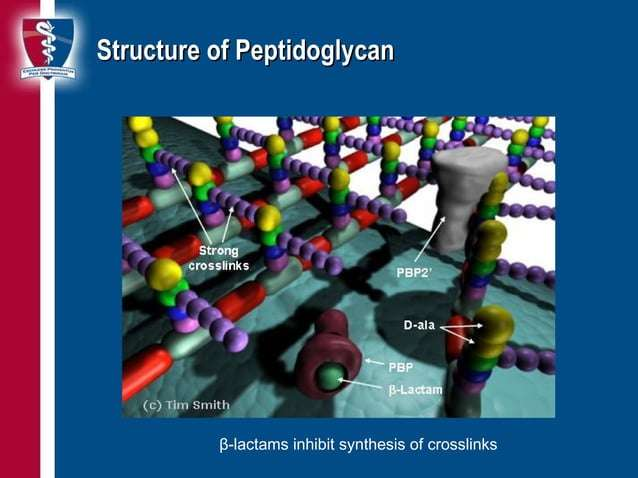 Structure of Peptidoglycan
Strong
crosslinks
PBP2'
D-ala
PBP
β-Lactam
(c) Tim Smith
β-lactams inhibit synthesis of crosslinks